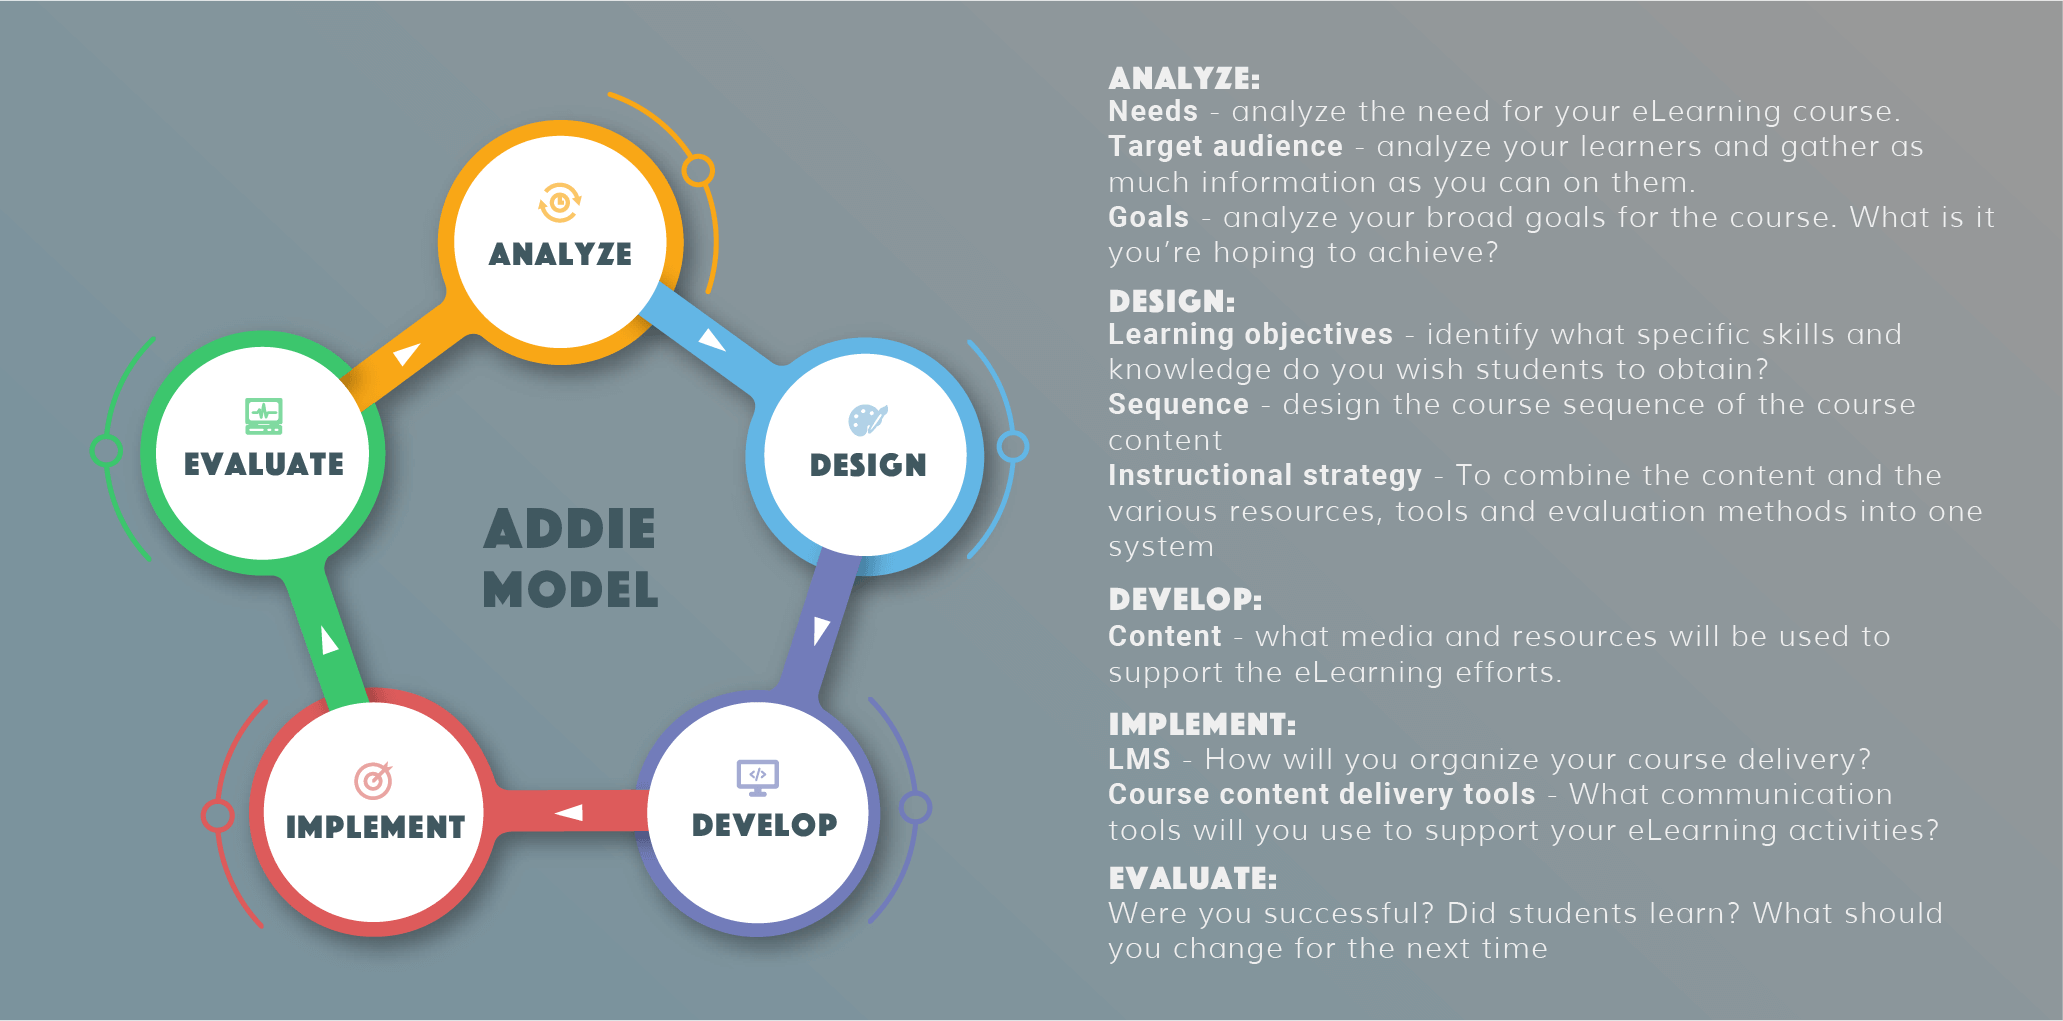 ANALYZE
EVALUATE
DESIGN
ADDIE
MODEL
IMPLEMENT
DEVELOP
ANALYZE:
Needs - analyze the need for your eLearning course.
Target audience - analyze your learners and gather as
much information as you can on them.
Goals - analyze your broad goals for the course. What is it
you're hoping to achieve?
DESIGN:
Learning objectives - identify what specific skills and
knowledge do you wish students to obtain?
Sequence - design the course sequence of the course
content
Instructional strategy - To combine the content and the
various resources, tools and evaluation methods into one
system
DEVELOP:
Content - what media and resources will be used to
support the eLearning efforts.
IMPLEMENT:
LMS - How will you organize your course delivery?
Course content delivery tools - What communication
tools will you use to support your eLearning activities?
EVALUATE:
Were you successful? Did students learn? What should
you change for the next time